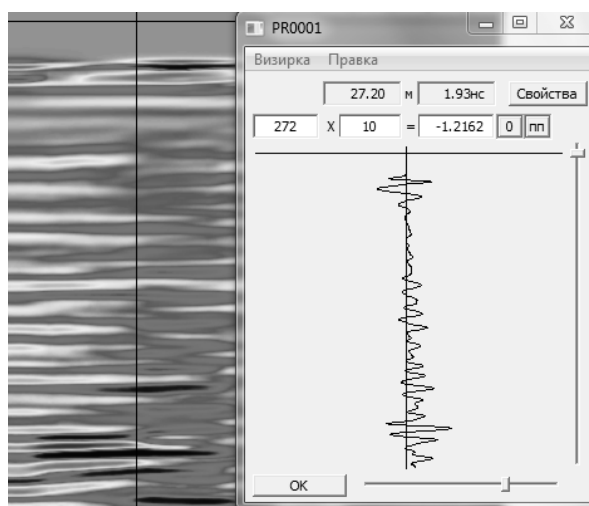 PR0001
Визирка Правка
27.20 м 1.93нс Свойства
272 X 10 = -1.2162 0 пп
OK